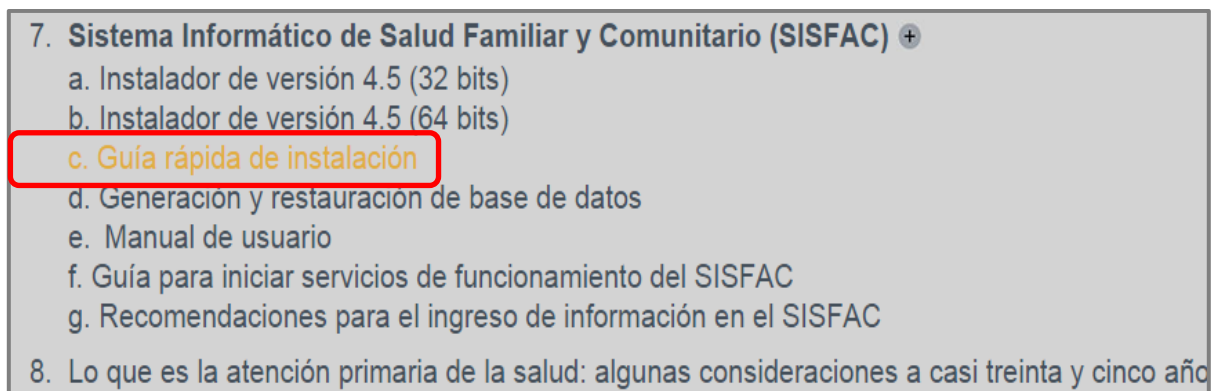 7. Sistema Informático de Salud Familiar y Comunitario (SISFAC) +
a. Instalador de versión 4.5 (32 bits)
b. Instalador de versión 4.5 (64 bits)
c. Guía rápida de instalación
d. Generación y restauración de base de datos
e. Manual de usuario
f. Guía para iniciar servicios de funcionamiento del SISFAC
g. Recomendaciones para el ingreso de información en el SISFAC
8. Lo que es la atención primaria de la salud: algunas consideraciones a casi treinta y cinco año